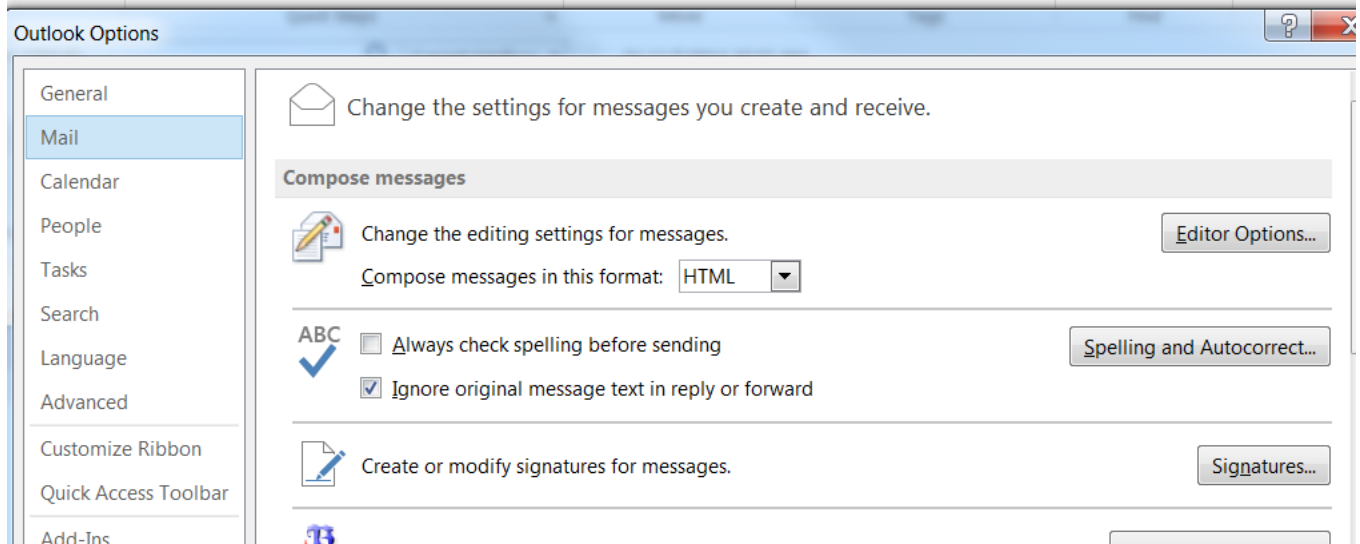 Outlook Options
General
Mail
Calendar
People
Tasks
Search
Language
Advanced
Customize Ribbon
Quick Access Toolbar
Add-Ins
Change the settings for messages you create and receive.
Compose messages
Change the editing settings for messages.
Editor Options...
Compose messages in this format: HTML
ABC
Always check spelling before sending
Spelling and Autocorrect...
Ignore original message text in reply or forward
Create or modify signatures for messages.
Signatures...